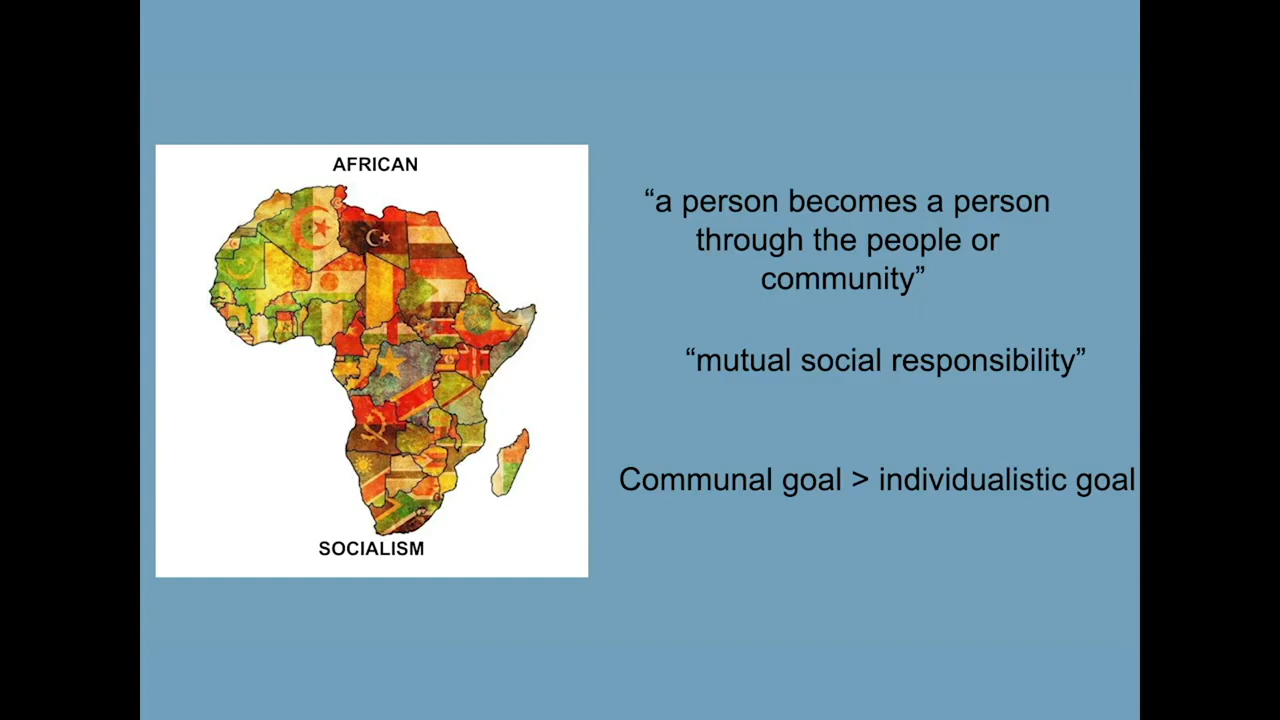 AFRICAN
SOCIALISM
“a person becomes a person
through the people or
community”
“mutual social responsibility”
Communal goal > individualistic goal